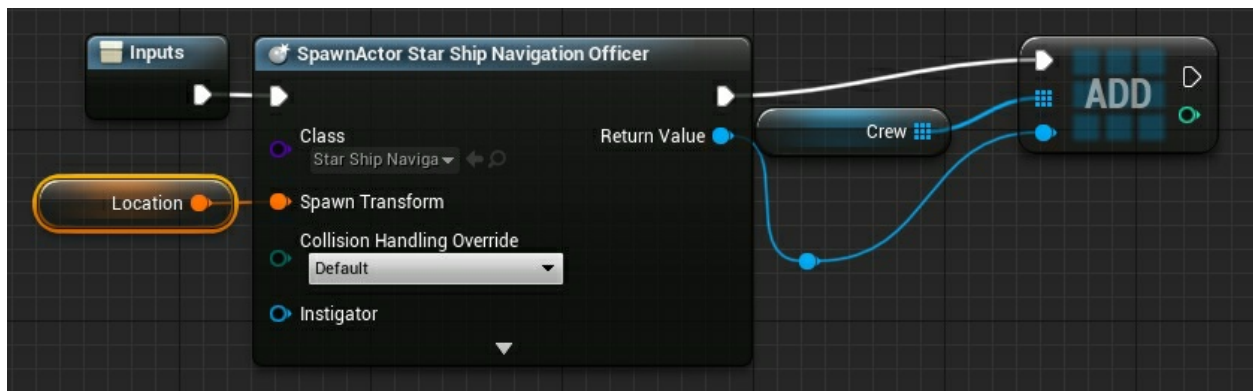 Inputs
SpawnActor Star Ship Navigation Officer
Class
Star Ship Naviga
Return Value
Crew
ADD
Location
Spawn Transform
Collision Handling Override
Default
Instigator